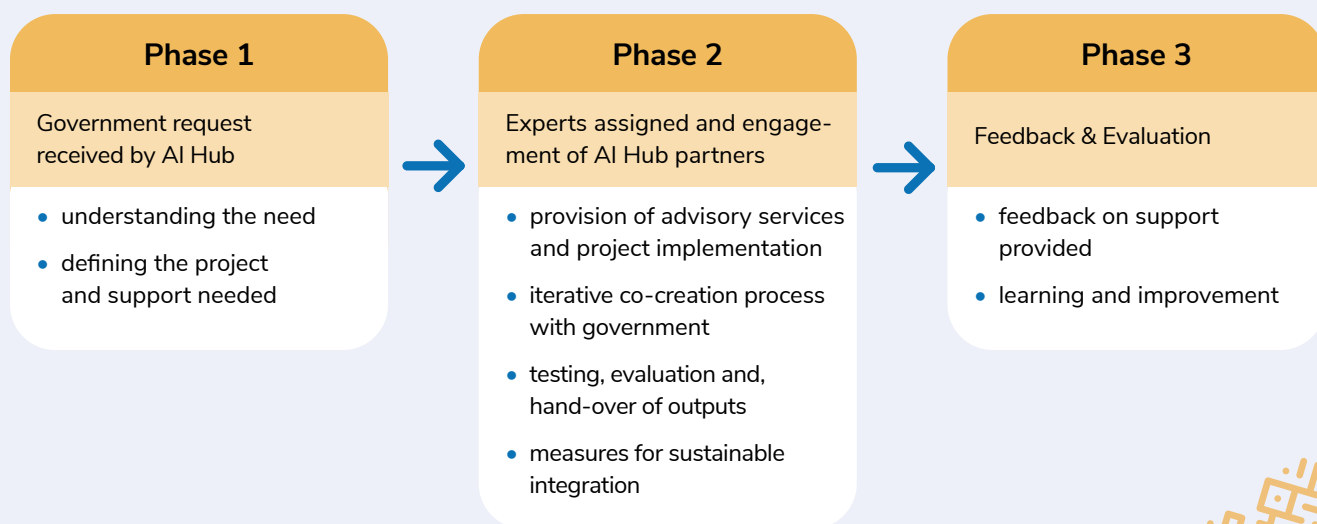 Phase 1
Government request
received by AI Hub
• understanding the need
• defining the project
and support needed
Phase 2
Experts assigned and engage-
ment of AI Hub partners
• provision of advisory services
and project implementation
• iterative co-creation process
with government
• testing, evaluation and,
hand-over of outputs
• measures for sustainable
integration
Phase 3
Feedback & Evaluation
• feedback on support
provided
• learning and improvement